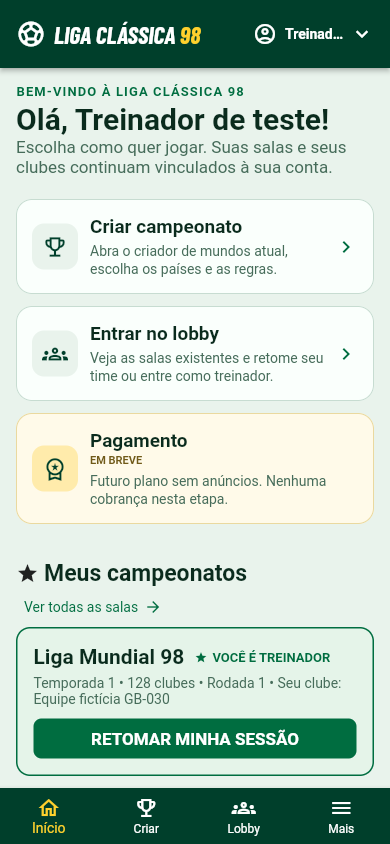 LIGA CLÁSSICA 98
Treinad...
BEM-VINDO À LIGA CLÁSSICA 98
Olá, Treinador de teste!
Escolha como quer jogar. Suas salas e seus
clubes continuam vinculados à sua conta.
Criar campeonato
Abra o criador de mundos atual,
escolha os países e as regras.
Entrar no lobby
Veja as salas existentes e retome seu
time ou entre como treinador.
Pagamento
EM BREVE
Futuro plano sem anúncios. Nenhuma
cobrança nesta etapa.
Meus campeonatos
Ver todas as salas
Liga Mundial 98 VOCÊ É TREINADOR
Temporada 1 • 128 clubes • Rodada 1 • Seu clube:
Equipe fictícia GB-030
RETOMAR MINHA SESSÃO
Início Criar Lobby Mais